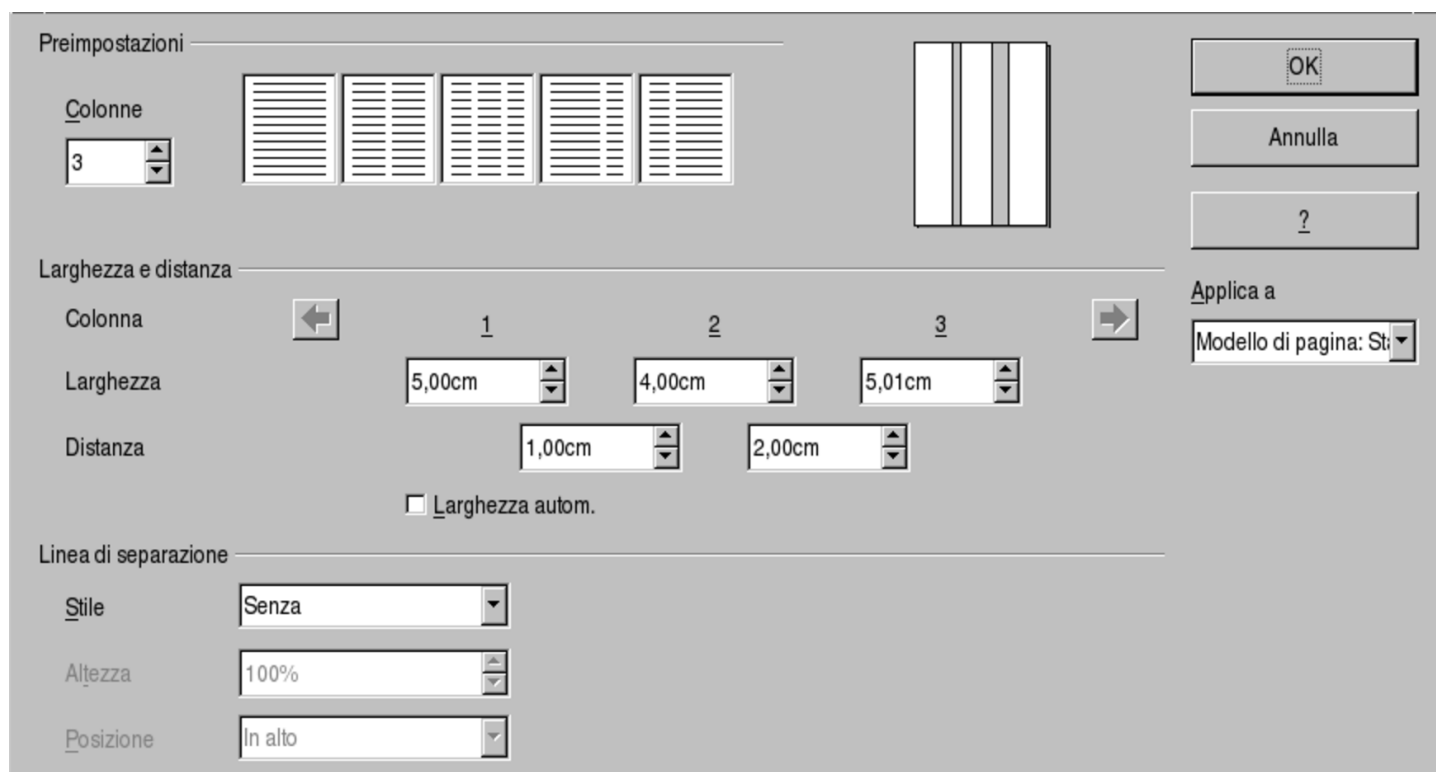 Preimpostazioni
OK
Colonne
Annulla
3
?
Larghezza e distanza
Applica a
Colonna 1 2 3
Modello di pagina: Sta
Larghezza 5,00cm 4,00cm 5,01cm
Distanza 1,00cm 2,00cm
Larghezza autom.
Linea di separazione
Stile Senza
Altezza 100%
Posizione In alto